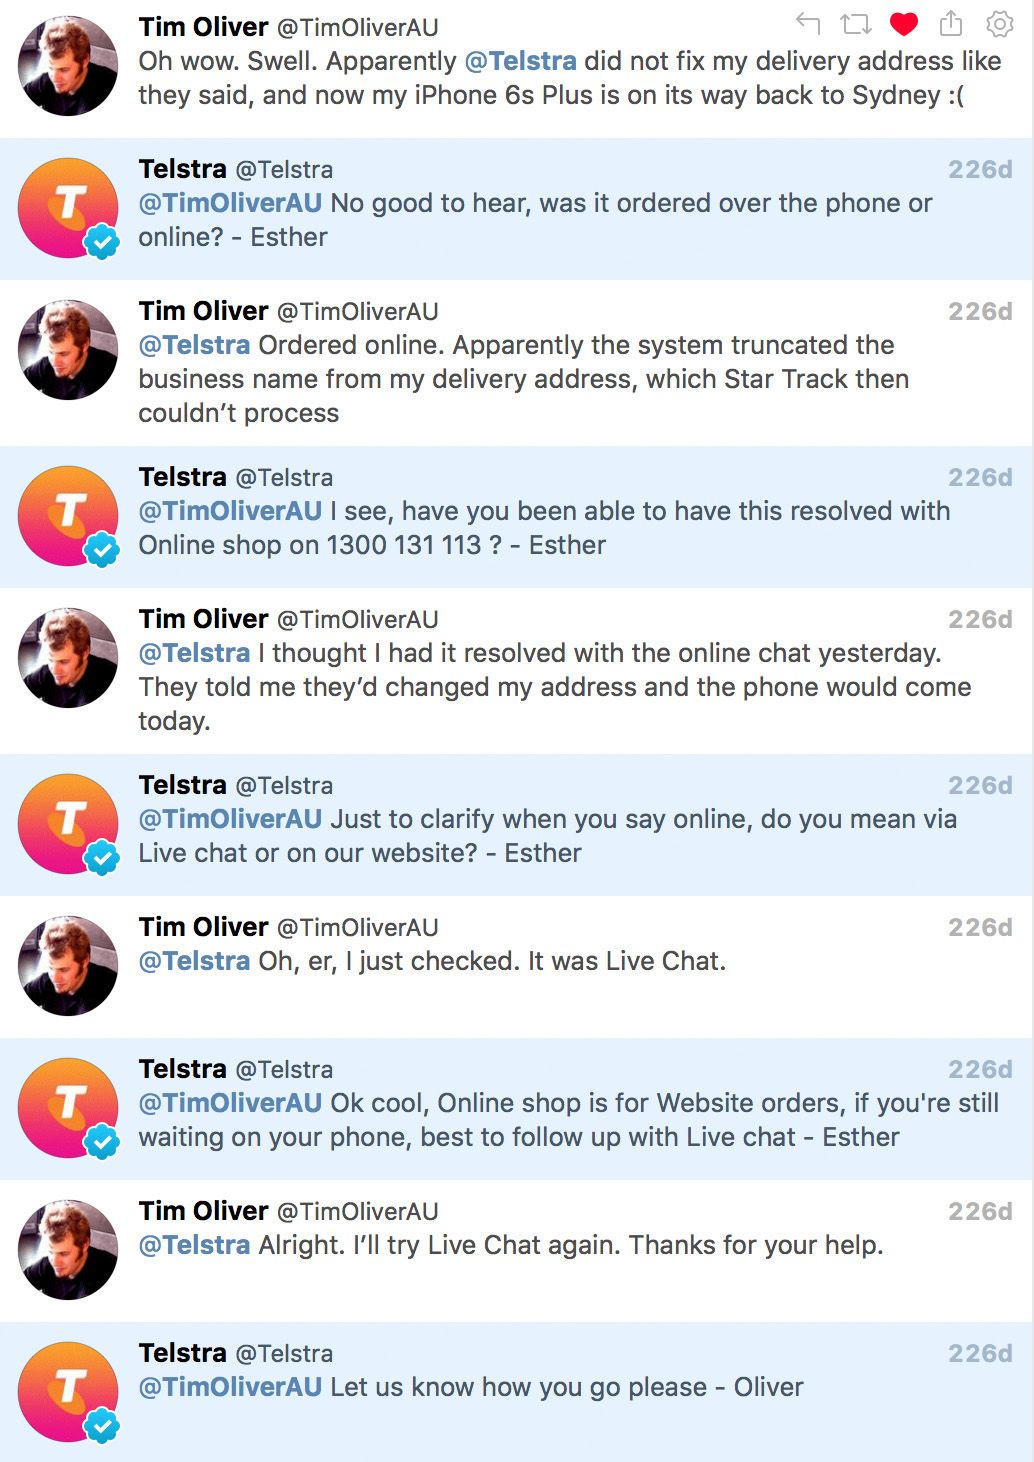 Tim Oliver @TimOliverAU
Oh wow. Swell. Apparently @Telstra did not fix my delivery address like
they said, and now my iPhone 6s Plus is on its way back to Sydney :(
Telstra @Telstra 226d
@TimOliverAU No good to hear, was it ordered over the phone or
online? - Esther
Tim Oliver @TimOliverAU 226d
@Telstra Ordered online. Apparently the system truncated the
business name from my delivery address, which Star Track then
couldn’t process
Telstra @Telstra 226d
@TimOliverAU I see, have you been able to have this resolved with
Online shop on 1300 131 113 ? - Esther
Tim Oliver @TimOliverAU 226d
@Telstra I thought I had it resolved with the online chat yesterday.
They told me they’d changed my address and the phone would come
today.
Telstra @Telstra 226d
@TimOliverAU Just to clarify when you say online, do you mean via
Live chat or on our website? - Esther
Tim Oliver @TimOliverAU 226d
@Telstra Oh, er, I just checked. It was Live Chat.
Telstra @Telstra 226d
@TimOliverAU Ok cool, Online shop is for Website orders, if you're still
waiting on your phone, best to follow up with Live chat - Esther
Tim Oliver @TimOliverAU 226d
@Telstra Alright. I’ll try Live Chat again. Thanks for your help.
Telstra @Telstra 226d
@TimOliverAU Let us know how you go please - Oliver